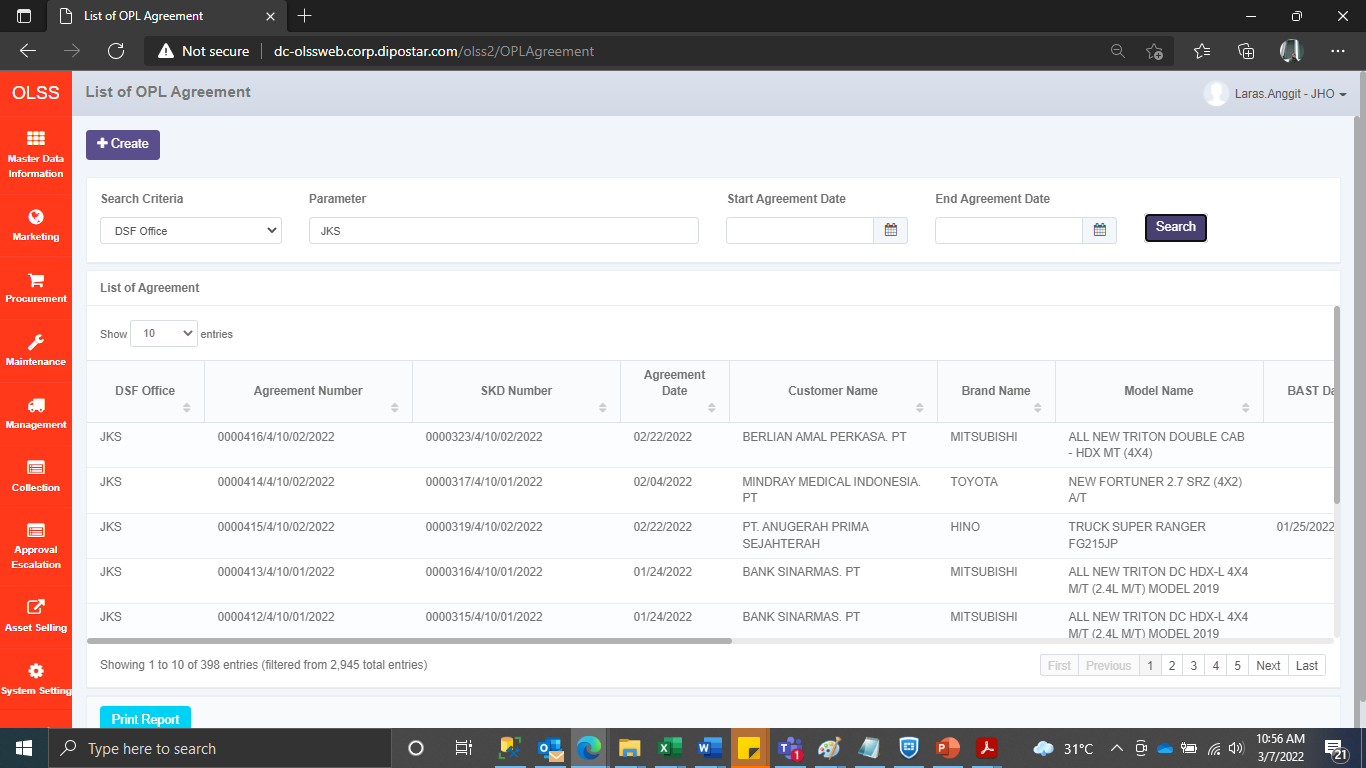 List of OPL Agreement
Not secure | dc-olssweb.corp.dipostar.com/olss2/OPLAgreement
OLSS
List of OPL Agreement
Laras.Anggit - JHO
Master Data
Information
Marketing
Procurement
Maintenance
Management
Collection
Approval
Escalation
Asset Selling
System Setting
Create
Search Criteria Parameter Start Agreement Date End Agreement Date
DSF Office JKS Search
List of Agreement
Show 10 entries
DSF Office Agreement Number SKD Number Agreement Date Customer Name Brand Name Model Name BAST Da
JKS 0000416/4/10/02/2022 0000323/4/10/02/2022 02/22/2022 BERLIAN AMAL PERKASA. PT MITSUBISHI ALL NEW TRITON DOUBLE CAB
- HDX MT (4X4)
JKS 0000414/4/10/02/2022 0000317/4/10/01/2022 02/04/2022 MINDRAY MEDICAL INDONESIA. TOYOTA NEW FORTUNER 2.7 SRZ (4X2)
PT A/T
JKS 0000415/4/10/02/2022 0000319/4/10/02/2022 02/22/2022 PT. ANUGERAH PRIMA HINO TRUCK SUPER RANGER 01/25/2022
SEJAHTERAH FG215JP
JKS 0000413/4/10/01/2022 0000316/4/10/01/2022 01/24/2022 BANK SINARMAS. PT MITSUBISHI ALL NEW TRITON DC HDX-L 4X4
M/T (2.4L M/T) MODEL 2019
JKS 0000412/4/10/01/2022 0000315/4/10/01/2022 01/24/2022 BANK SINARMAS. PT MITSUBISHI ALL NEW TRITON DC HDX-L 4X4
M/T (2.4L M/T) MODEL 2019
Showing 1 to 10 of 398 entries (filtered from 2,945 total entries)
First Previous 1 2 3 4 5 Next Last
Print Report
Type here to search
31°C
10:56 AM
3/7/2022
21